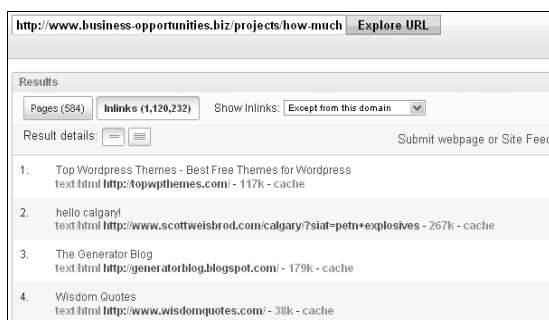 http://www.business-opportunities.biz/projects/how-much Explore URL
Results
Pages (584) Inlinks (1,120,232) Show Inlinks: Except from this domain
Result details: Submit webpage or Site Feed
1. Top Wordpress Themes - Best Free Themes for Wordpress
text/html http://topwpthemes.com/ - 117k - cache
2. hello calgary!
text/html http://www.scottweisbrod.com/calgary/?siat=petn+explosives - 267k - cache
3. The Generator Blog
text/html http://generatorblog.blogspot.com/ - 179k - cache
4. Wisdom Quotes
text/html http://www.wisdomquotes.com/ - 38k - cache